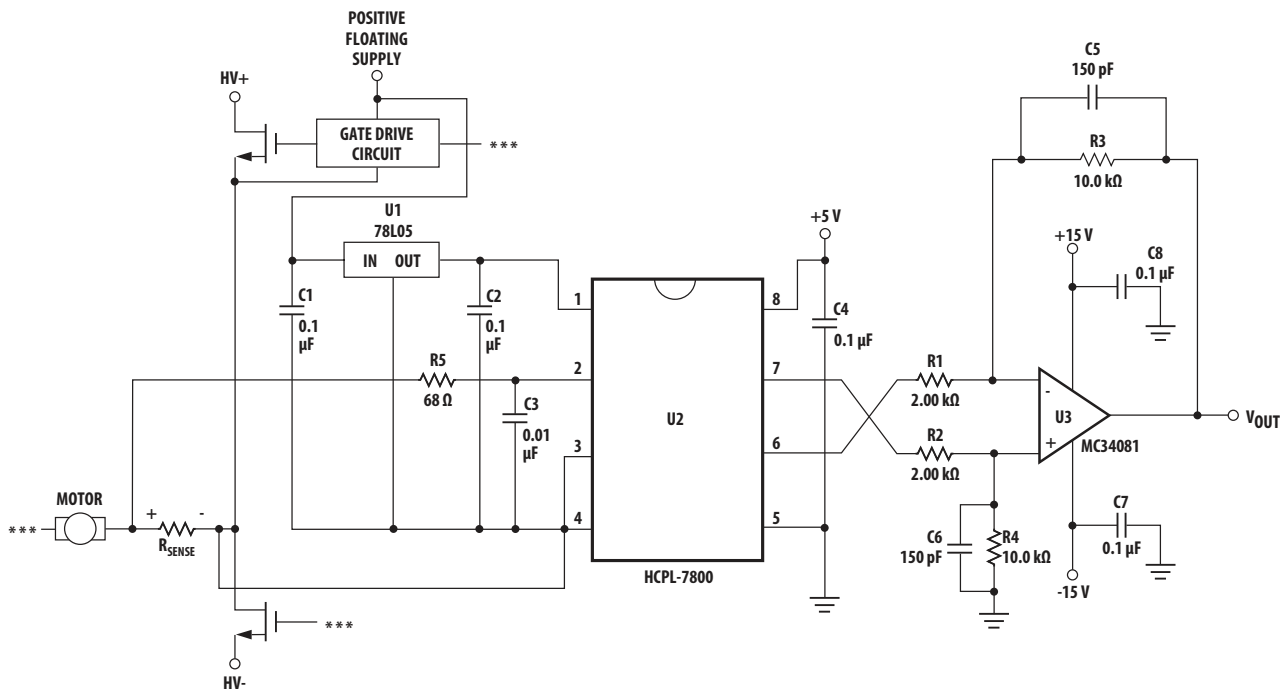 POSITIVE
FLOATING
SUPPLY
HV+
GATE DRIVE
CIRCUIT
***
U1
78L05
IN OUT
C1
0.1
µF
C2
0.1
µF
R5
68 Ω
C3
0.01
µF
MOTOR
***
+ -
RSENSE
***
HV-
1
2
3
4
U2
8
7
6
5
HCPL-7800
+5 V
C4
0.1 µF
R1
2.00 kΩ
R2
2.00 kΩ
C5
150 pF
R3
10.0 kΩ
+15 V
C8
0.1 µF
-
U3
+
MC34081
VOUT
C6
150 pF
R4
10.0 kΩ
C7
0.1 µF
-15 V